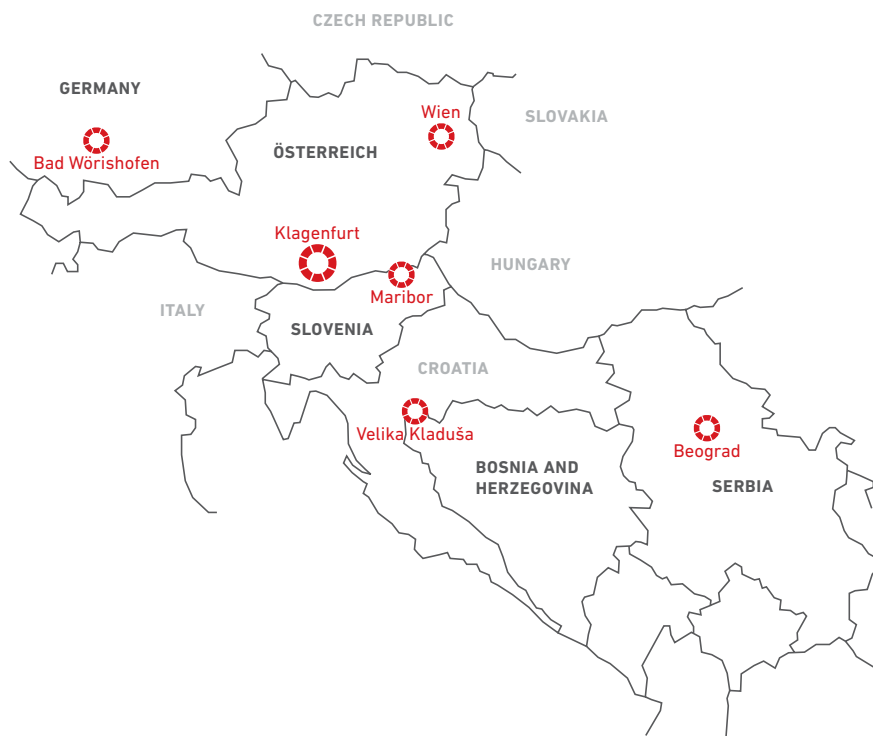 CZECH REPUBLIC
GERMANY
Wien
SLOVAKIA
Bad Wörishofen
ÖSTERREICH
Klagenfurt
HUNGARY
Maribor
ITALY
SLOVENIA
CROATIA
Velika Kladuša
Beograd
BOSNIA AND
HERZEGOVINA
SERBIA